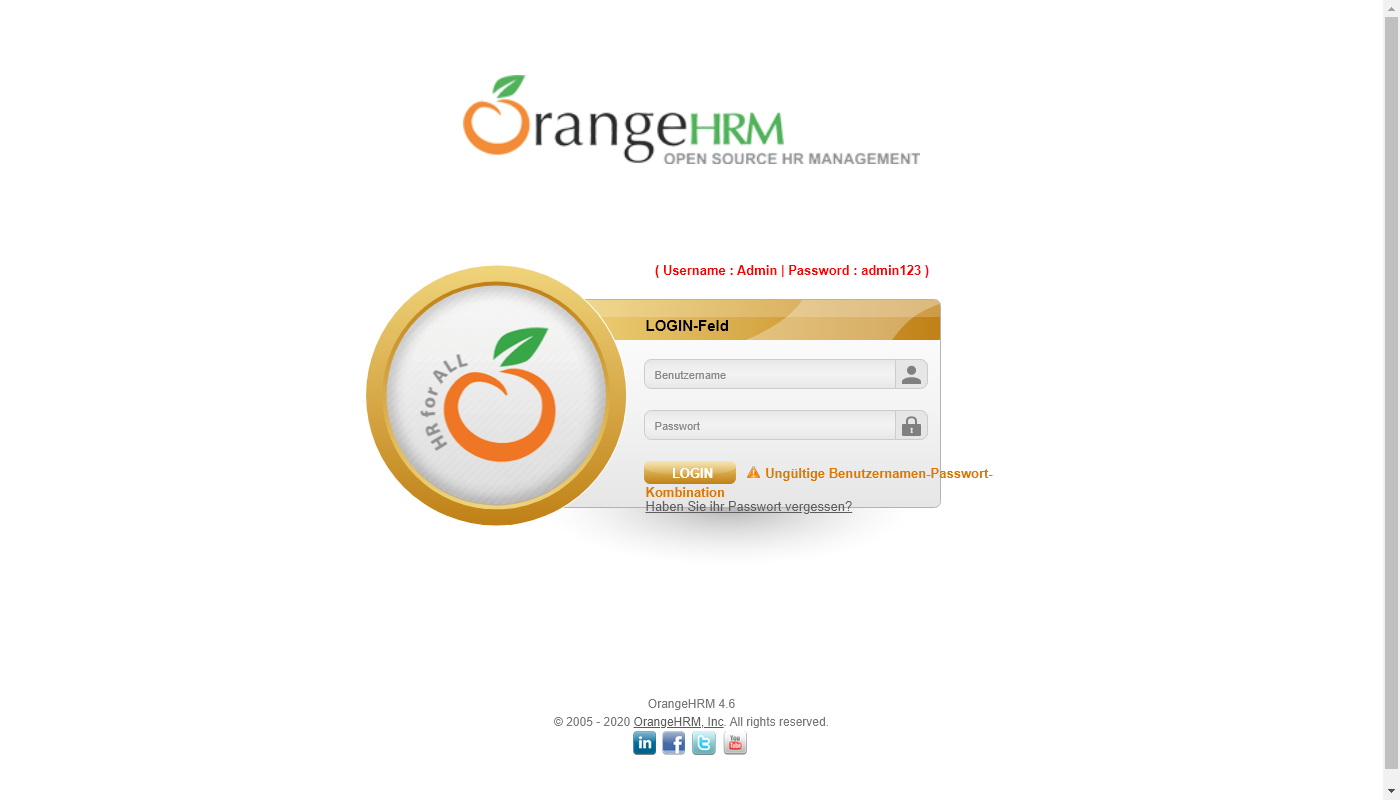 OrangeHRM
OPEN SOURCE HR MANAGEMENT
( Username : Admin | Password : admin123 )
HR for ALL
LOGIN-Feld
Benutzername
Passwort
LOGIN
Ungültige Benutzernamen-Passwort-
Kombination
Haben Sie ihr Passwort vergessen?
OrangeHRM 4.6
© 2005 - 2020 OrangeHRM, Inc. All rights reserved.
in f t You Tube